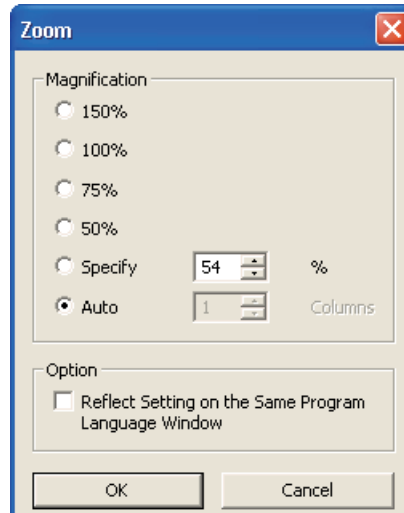 Zoom
Magnification
150%
100%
75%
50%
Specify 54 %
Auto 1 Columns
Option
Reflect Setting on the Same Program
Language Window
OK Cancel